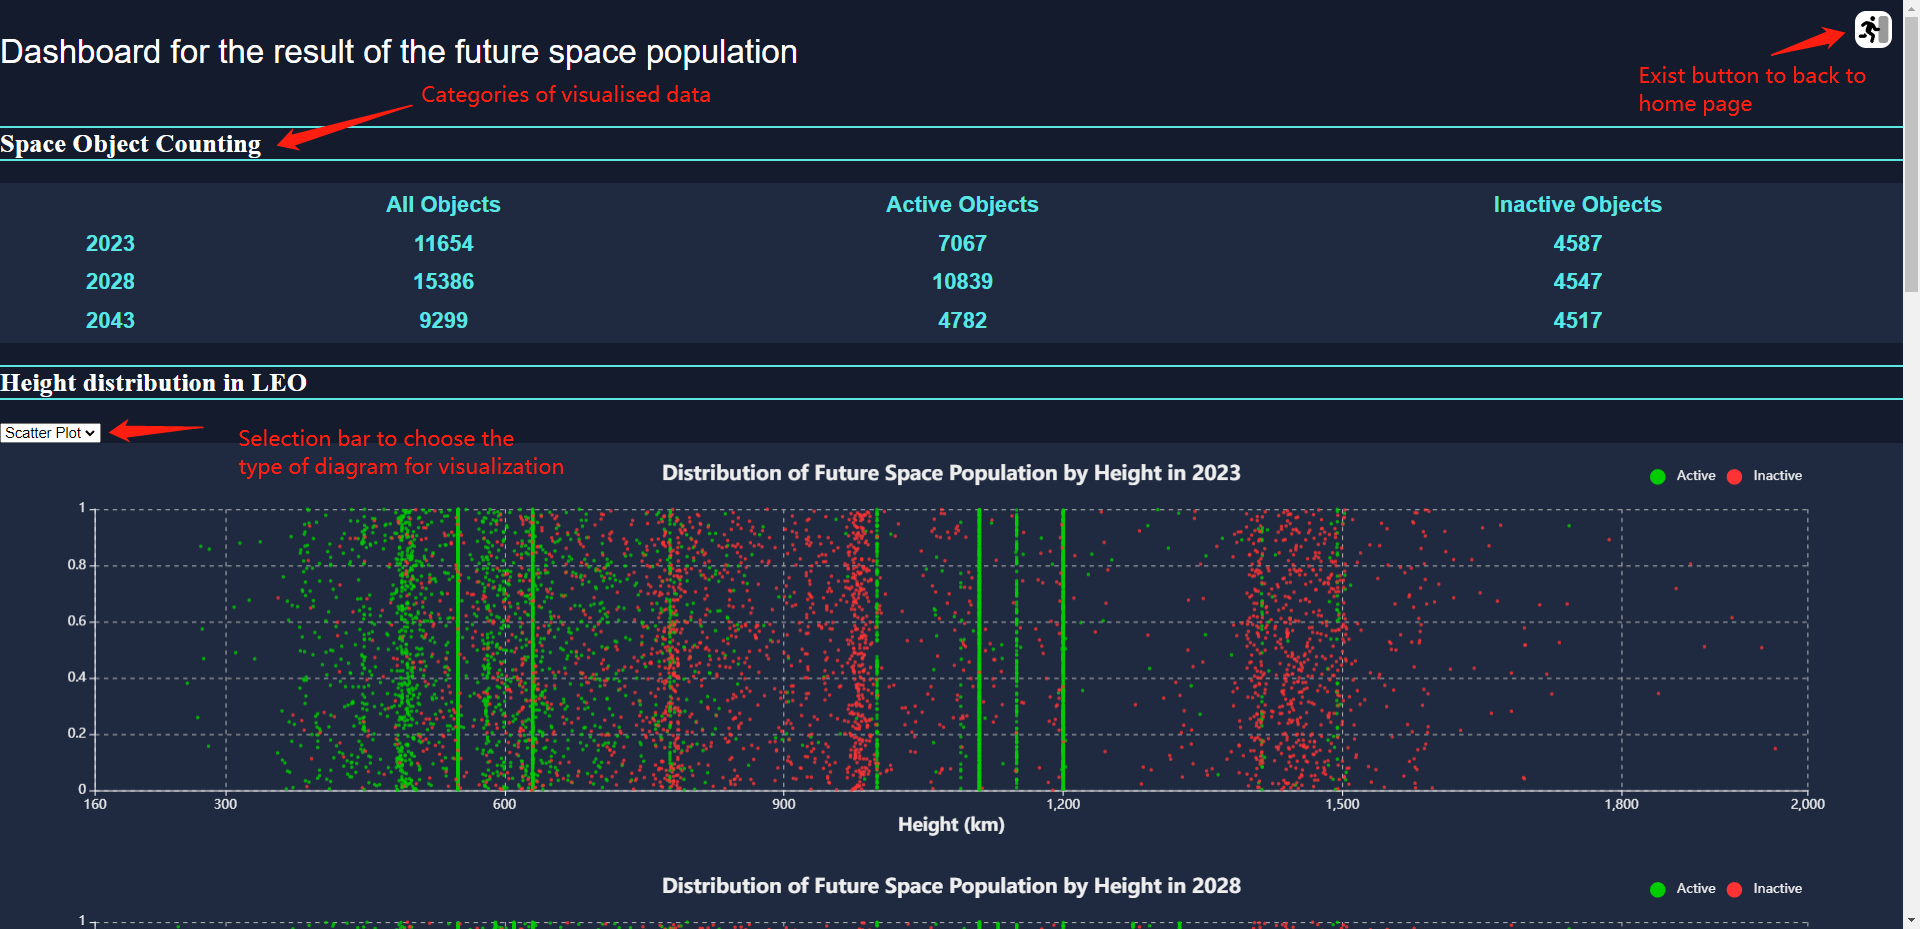 Dashboard for the result of the future space population
Exist button to back to
home page
Categories of visualised data
Space Object Counting
All Objects Active Objects Inactive Objects
2023 11654 7067 4587
2028 15386 10839 4547
2043 9299 4782 4517
Height distribution in LEO
Scatter Plot
Selection bar to choose the
type of diagram for visualization
Distribution of Future Space Population by Height in 2023
Active Inactive
1
0.8
0.6
0.4
0.2
0
160 300 600 900 1,200 1,500 1,800 2,000
Height (km)
Distribution of Future Space Population by Height in 2028
Active Inactive
1